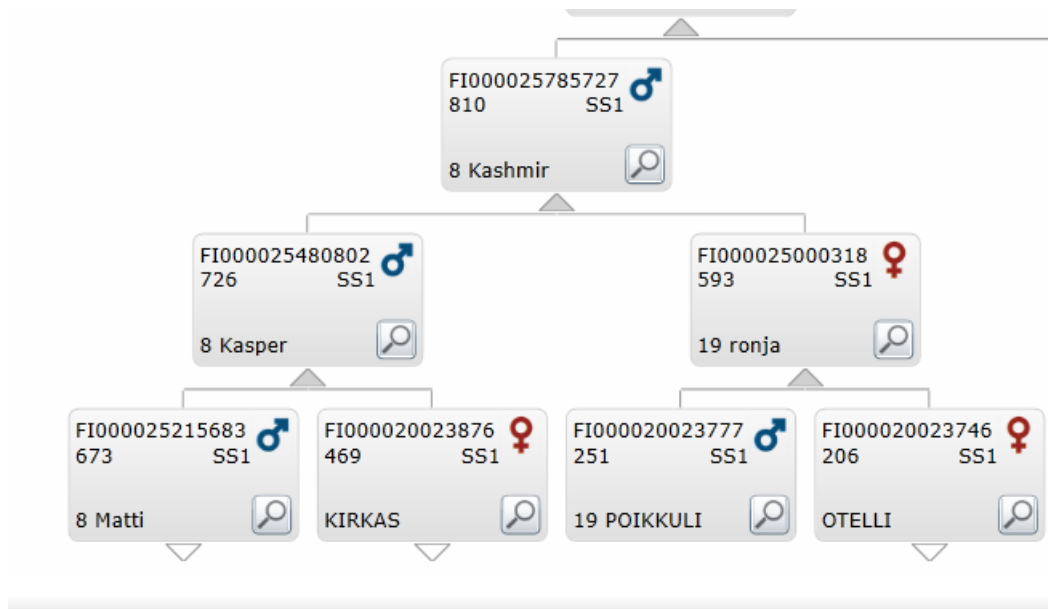 FI000025785727
810 SS1
8 Kashmir
FI000025480802
726 SS1
8 Kasper
FI000025000318
593 SS1
19 ronja
FI000025215683
673 SS1
8 Matti
FI000020023876
469 SS1
KIRKAS
FI000020023777
251 SS1
19 POIKKULI
FI000020023746
206 SS1
OTELLI